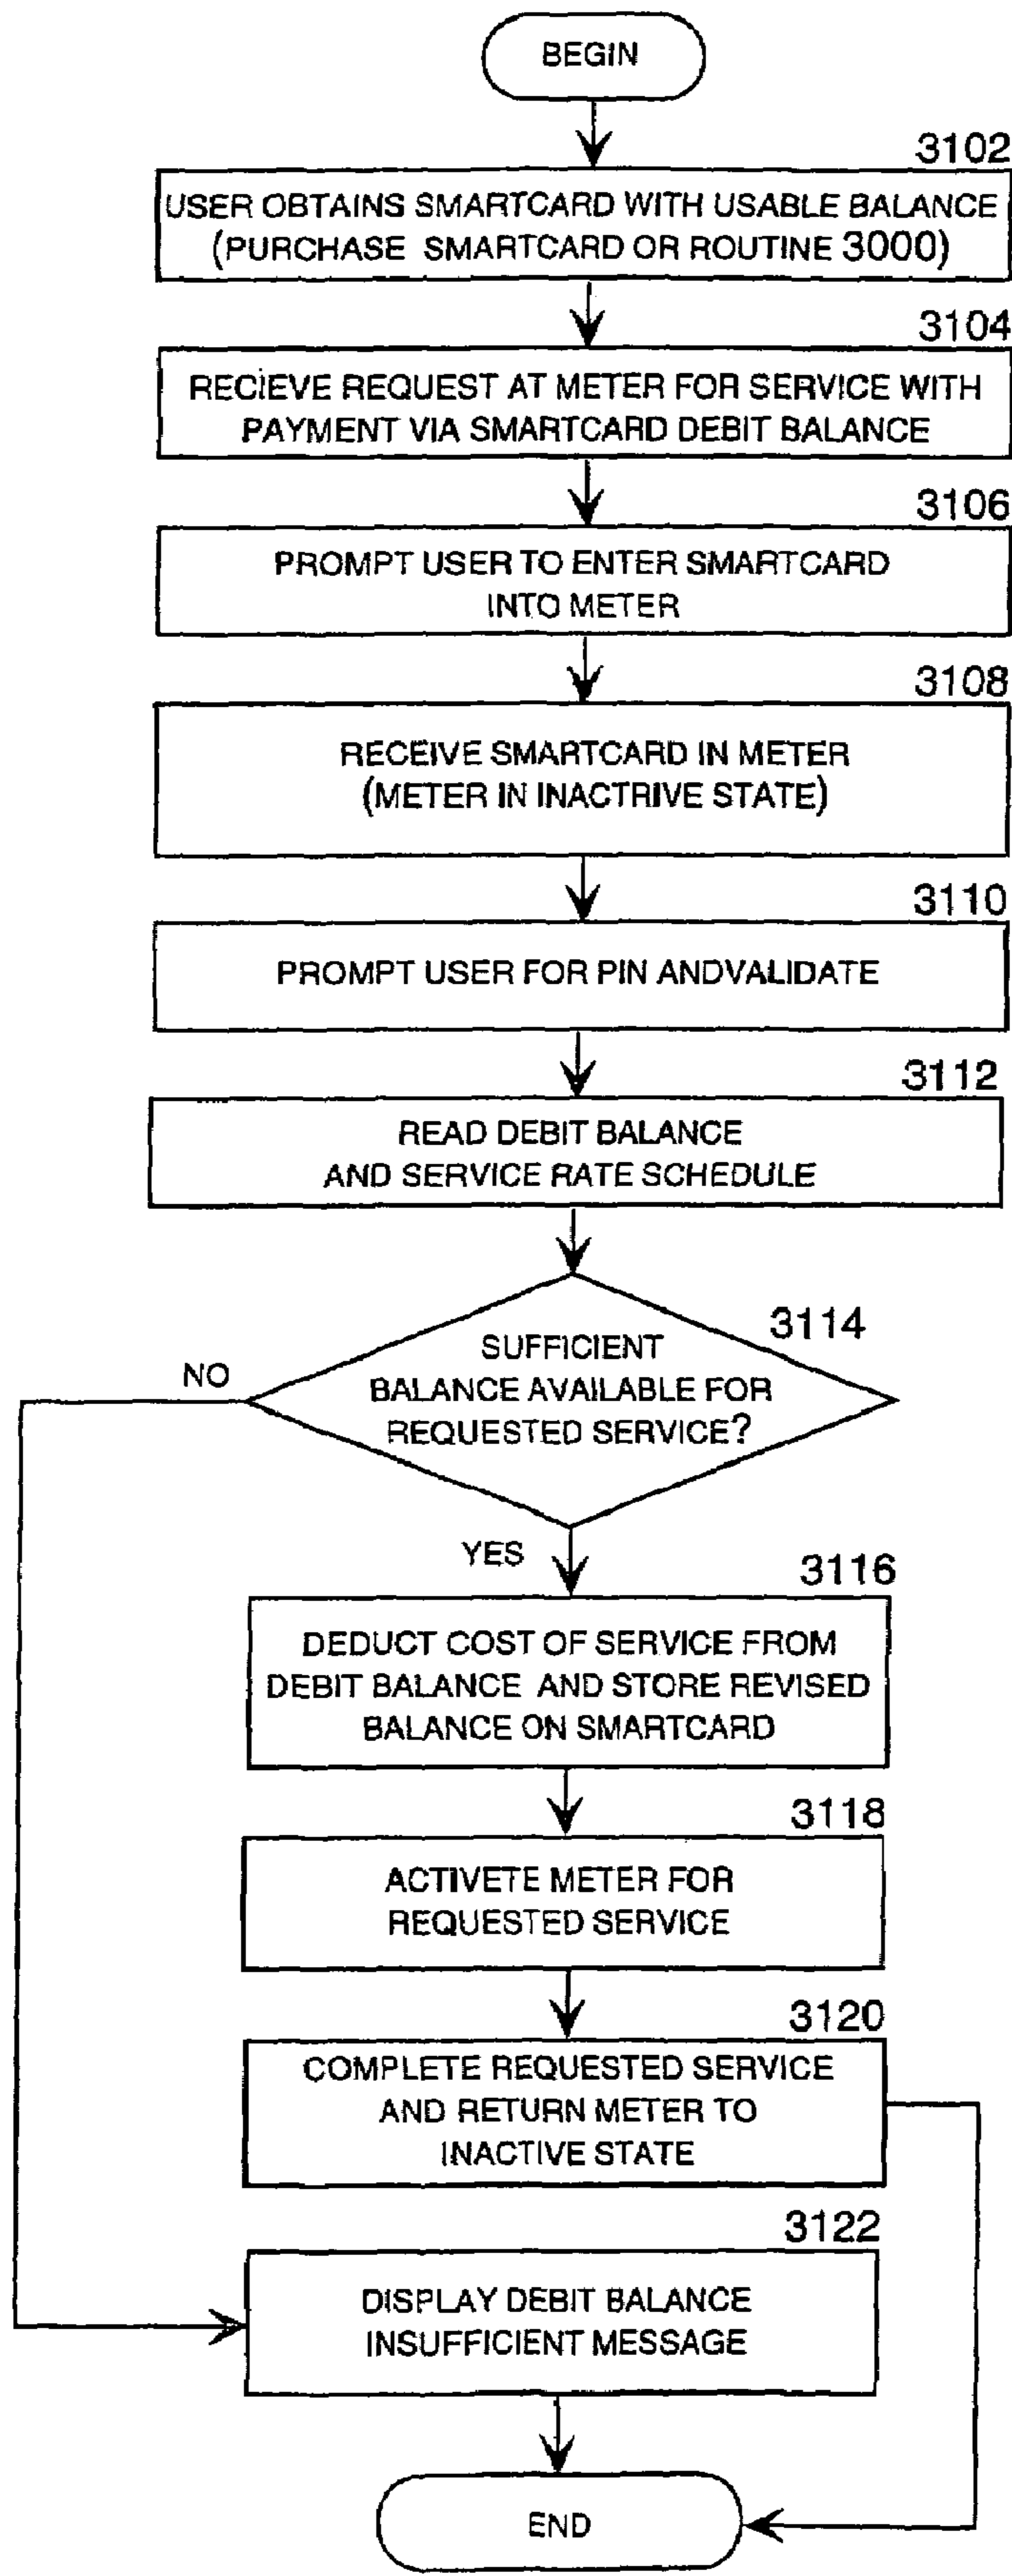 BEGIN
3102
USER OBTAINS SMARTCARD WITH USABLE BALANCE
(PURCHASE SMARTCARD OR ROUTINE 3000)
3104
RECIEVE REQUEST AT METER FOR SERVICE WITH
PAYMENT VIA SMARTCARD DEBIT BALANCE
3106
PROMPT USER TO ENTER SMARTCARD
INTO METER
3108
RECEIVE SMARTCARD IN METER
(METER IN INACTRIVE STATE)
3110
PROMPT USER FOR PIN ANDVALIDATE
3112
READ DEBIT BALANCE
AND SERVICE RATE SCHEDULE
3114
SUFFICIENT
BALANCE AVAILABLE FOR
REQUESTED SERVICE?
NO
YES
3116
DEDUCT COST OF SERVICE FROM
DEBIT BALANCE AND STORE REVISED
BALANCE ON SMARTCARD
3118
ACTIVETE METER FOR
REQUESTED SERVICE
3120
COMPLETE REQUESTED SERVICE
AND RETURN METER TO
INACTIVE STATE
3122
DISPLAY DEBIT BALANCE
INSUFFICIENT MESSAGE
END